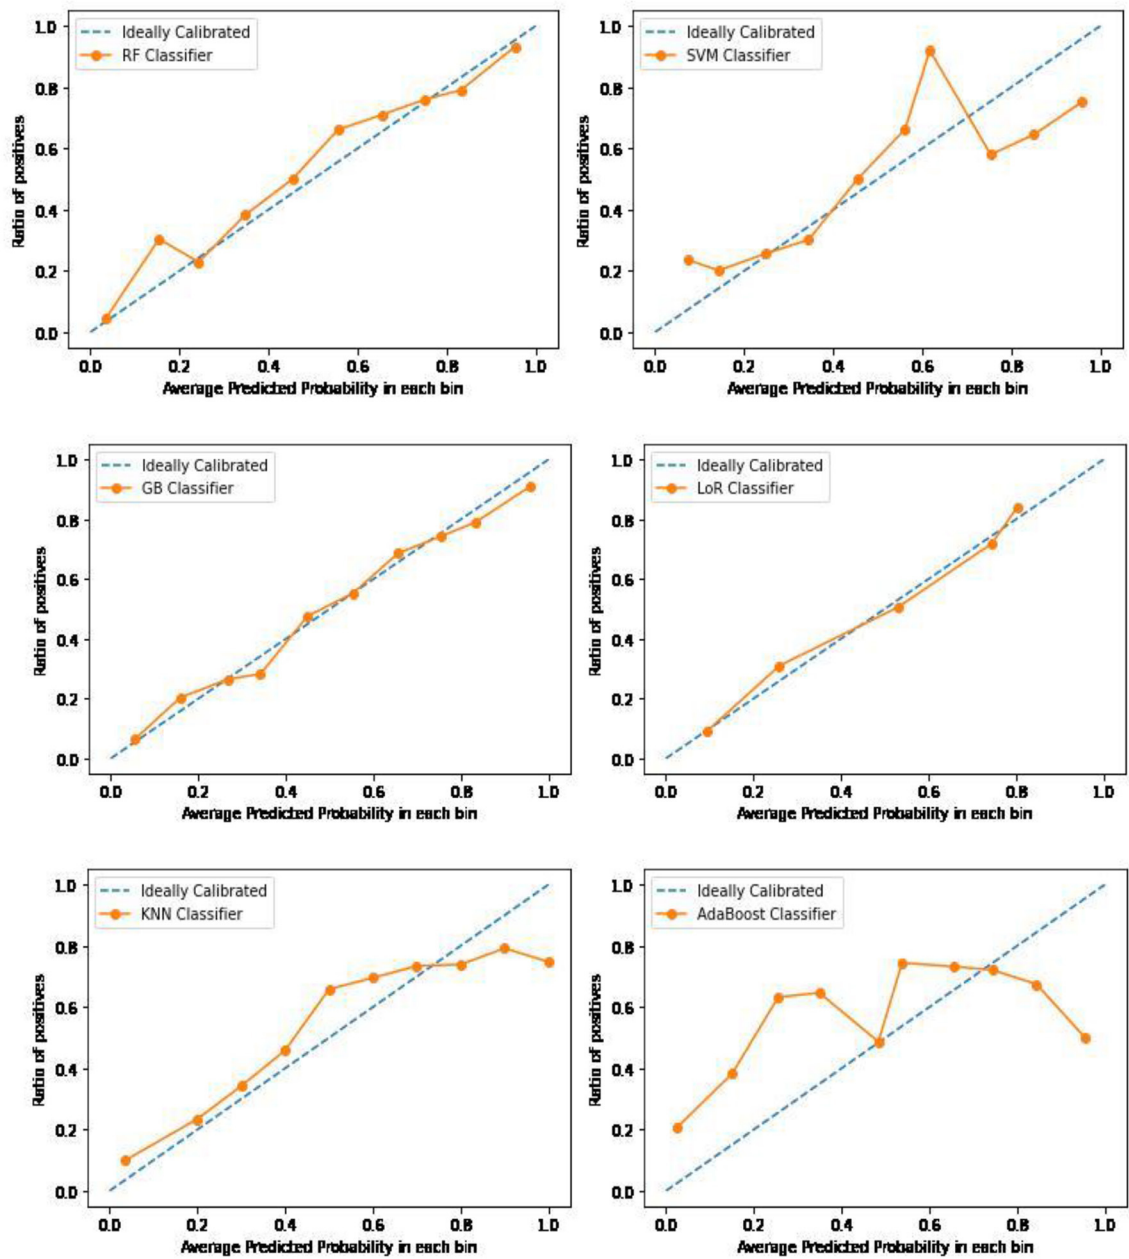 Ideally Calibrated
RF Classifier
1.0
0.8
0.6
0.4
0.2
0.0
Ratio of positives
0.0 0.2 0.4 0.6 0.8 1.0
Average Predicted Probability in each bin
Ideally Calibrated
SVM Classifier
1.0
0.8
0.6
0.4
0.2
0.0
Ratio of positives
0.0 0.2 0.4 0.6 0.8 1.0
Average Predicted Probability in each bin
Ideally Calibrated
GB Classifier
1.0
0.8
0.6
0.4
0.2
0.0
Ratio of positives
0.0 0.2 0.4 0.6 0.8 1.0
Average Predicted Probability in each bin
Ideally Calibrated
LoR Classifier
1.0
0.8
0.6
0.4
0.2
0.0
Ratio of positives
0.0 0.2 0.4 0.6 0.8 1.0
Average Predicted Probability in each bin
Ideally Calibrated
KNN Classifier
1.0
0.8
0.6
0.4
0.2
0.0
Ratio of positives
0.0 0.2 0.4 0.6 0.8 1.0
Average Predicted Probability in each bin
Ideally Calibrated
AdaBoost Classifier
1.0
0.8
0.6
0.4
0.2
0.0
Ratio of positives
0.0 0.2 0.4 0.6 0.8 1.0
Average Predicted Probability in each bin